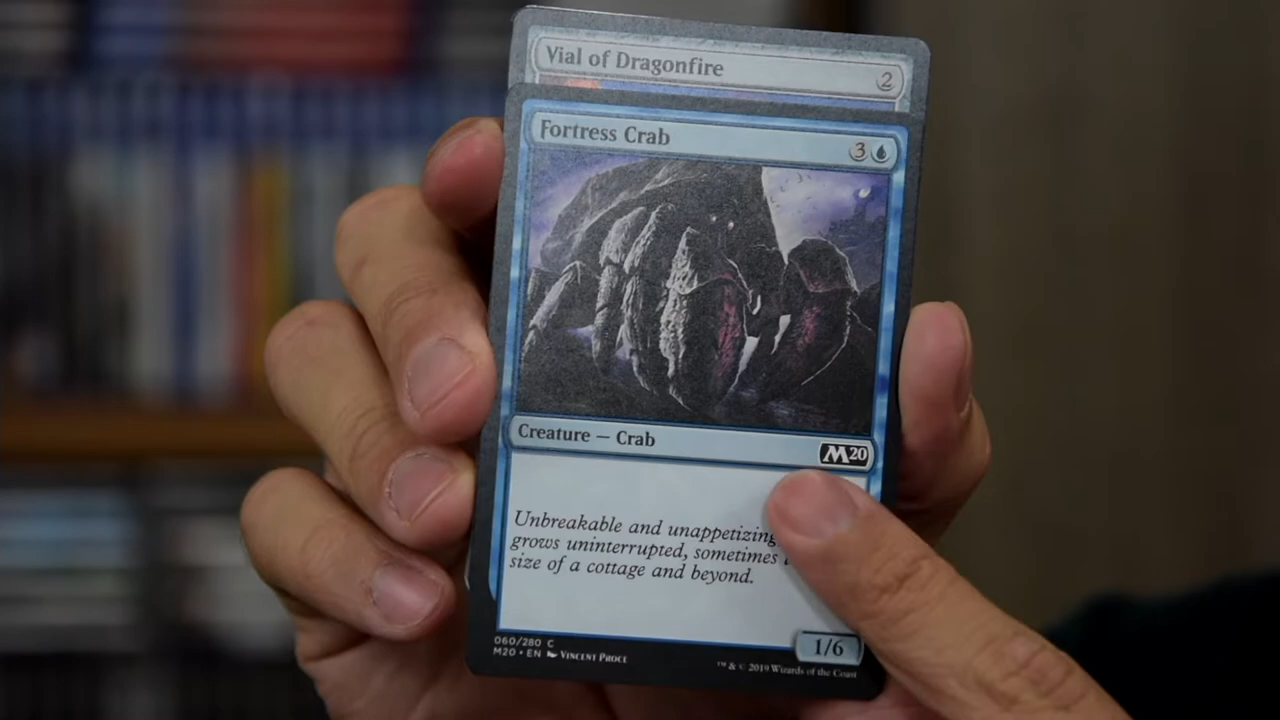 Vial of Dragonfire 2
Fortress Crab 3
Creature — Crab M20
Unbreakable and unappetizing
grows uninterrupted, sometimes
size of a cottage and beyond.
1/6
060/280 C
M20 • EN VINCENT PROCE
™ & © 2019 Wizards of the Coast